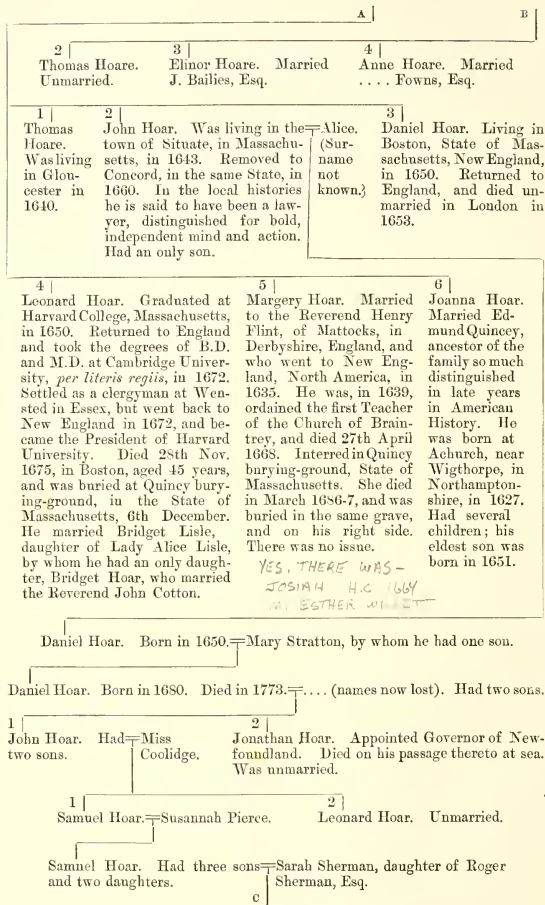 A
B
2
Thomas Hoare.
Unmarried.
3
Elinor Hoare. Married
J. Bailies, Esq.
4
Anne Hoare. Married
.... Fowns, Esq.
1
Thomas
Hoare.
Was living
in Glou-
cester in
1640.
2
John Hoar. Was living in the
town of Situate, in Massachu-
setts, in 1643. Removed to
Concord, in the same State, in
1660. In the local histories
he is said to have been a law-
yer, distinguished for bold,
independent mind and action.
Had an only son.
Alice.
(Sur-
name
not
known.}
3
Daniel Hoar. Living in
Boston, State of Mas-
sachusetts, New England,
in 1650. Returned to
England, and died un-
married in London in
1653.
4
Leonard Hoar. Graduated at
Harvard College, Massachusetts,
in 1650. Returned to England
and took the degrees of B.D.
and M.D. at Cambridge Univer-
sity, per literis regiis, in 1672.
Settled as a clergyman at Wen-
sted in Essex, but went back to
New England in 1672, and be-
came the President of Harvard
University. Died 28th Nov.
1675, in Boston, aged 45 years,
and was buried at Quincy bury-
ing-ground, in the State of
Massachusetts, 6th December.
He married Bridget Lisle,
daughter of Lady Alice Lisle,
by whom he had an only daugh-
ter, Bridget Hoar, who married
the Reverend John Cotton.
5
Margery Hoar. Married
to the Reverend Henry
Flint, of Mattocks, in
Derbyshire, England, and
who went to New Eng-
land, North America, in
1635. He was, in 1639,
ordained the first Teacher
of the Church of Brain-
trey, and died 27th April
1668. Interred in Quincy
burying-ground, State of
Massachusetts. She died
in March 1686-7, and was
buried in the same grave,
and on his right side.
There was no issue.
YES, THERE WAS -
JOSIAH H.C 1664
ESTHER
6
Joanna Hoar.
Married Ed-
mund Quincey,
ancestor of the
family so much
distinguished
in late years
in American
History. He
was born at
Achurch, near
Wigthorpe, in
Northampton-
shire, in 1627.
Had several
children; his
eldest son was
born in 1651.
Daniel Hoar. Born in 1650. Mary Stratton, by whom he had one son.
Daniel Hoar. Born in 1680. Died in 1773. .... (names now lost). Had two sons.
1
John Hoar. Had
two sons.
Miss
Coolidge.
2
Jonathan Hoar. Appointed Governor of New-
foundland. Died on his passage thereto at sea.
Was unmarried.
1
Samuel Hoar. Susannah Pierce.
2
Leonard Hoar. Unmarried.
Samuel Hoar. Had three sons
and two daughters.
Sarah Sherman, daughter of Roger
Sherman, Esq.
C